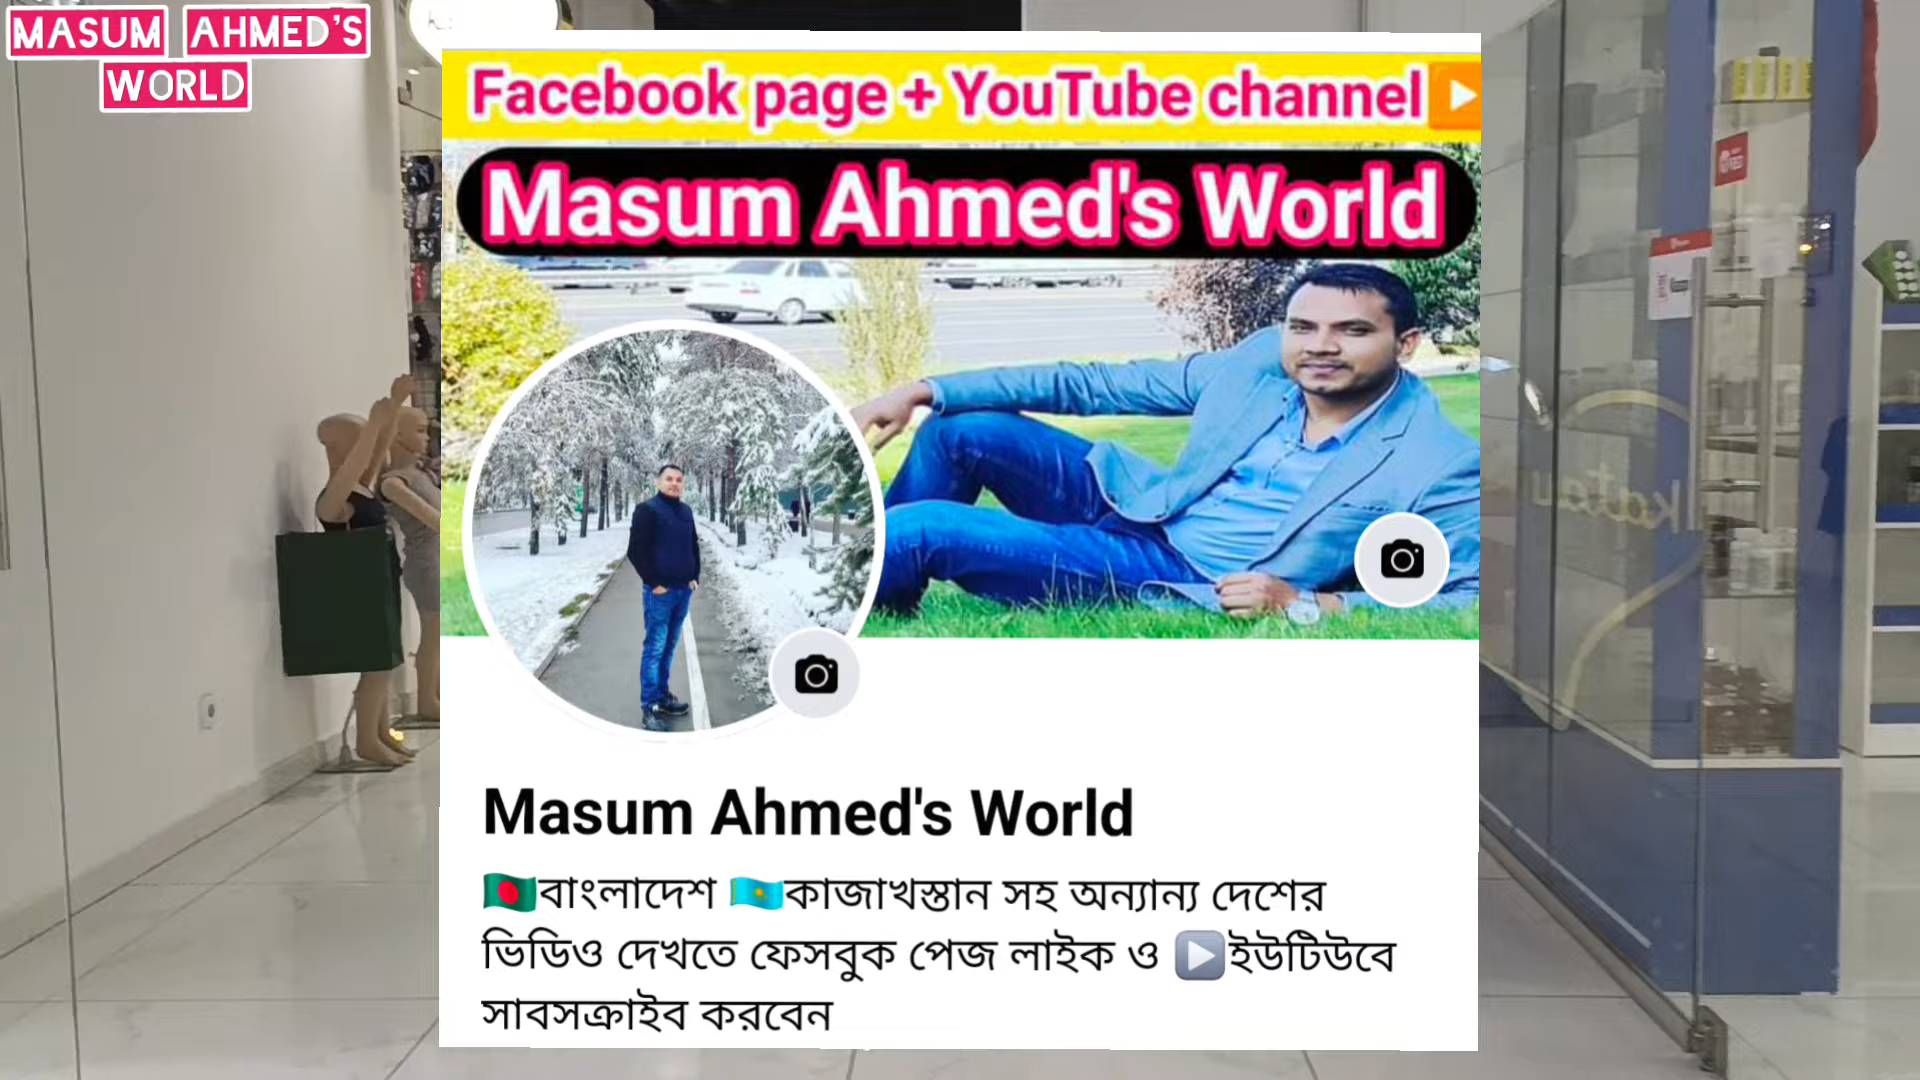 MASUM AHMED'S
WORLD
Facebook page + YouTube channel
Masum Ahmed's World
Masum Ahmed's World
🇧🇩বাংলাদেশ 🇰🇿কাজাখস্তান সহ অন্যান্য দেশের
ভিডিও দেখতে ফেসবুক পেজ লাইক ও ▶️ইউটিউবে
সাবসক্রাইব করবেন